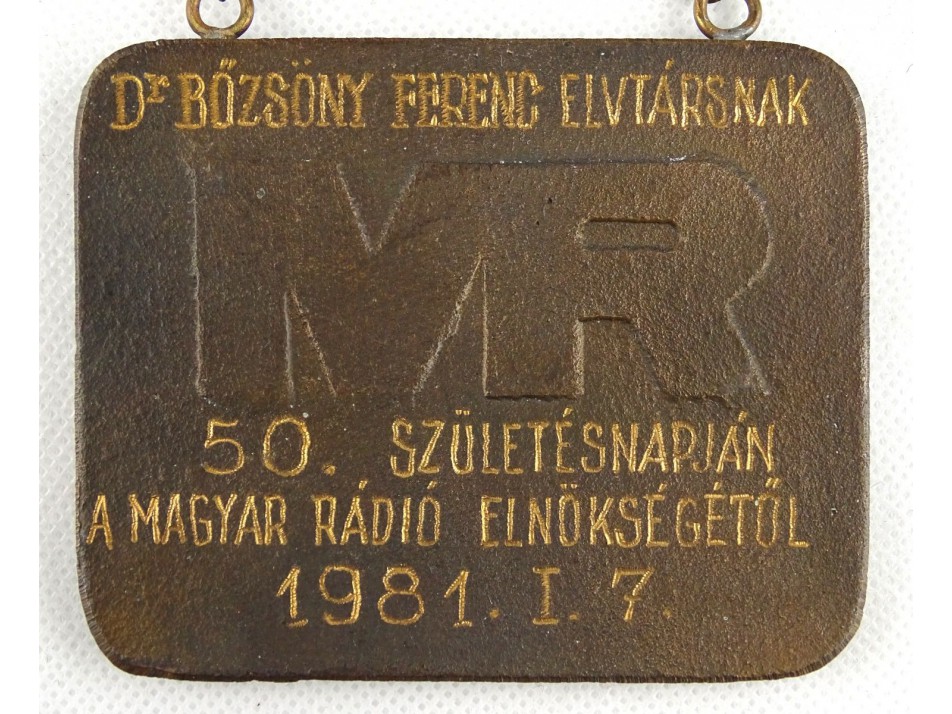 Dr BŐZSÖNY FERENC ELVTÁRSNAK
MR
50. SZÜLETÉSNAPJÁN
A MAGYAR RÁDIÓ ELNÖKSÉGÉTŐL
1981. I. 7.